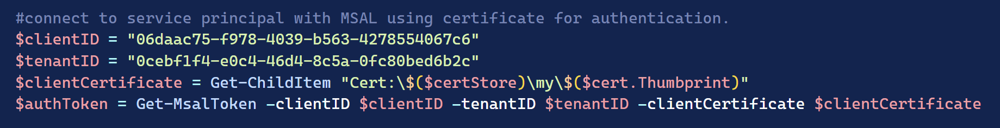 #connect to service principal with MSAL using certificate for authentication.
$clientID = "06daac75-f978-4039-b563-4278554067c6"
$tenantID = "0cebf1f4-e0c4-46d4-8c5a-0fc80bed6b2c"
$clientCertificate = Get-ChildItem "Cert:\$($certStore)\my\$($cert.Thumbprint)"
$authToken = Get-MsalToken -clientID $clientID -tenantID $tenantID -clientCertificate $clientCertificate